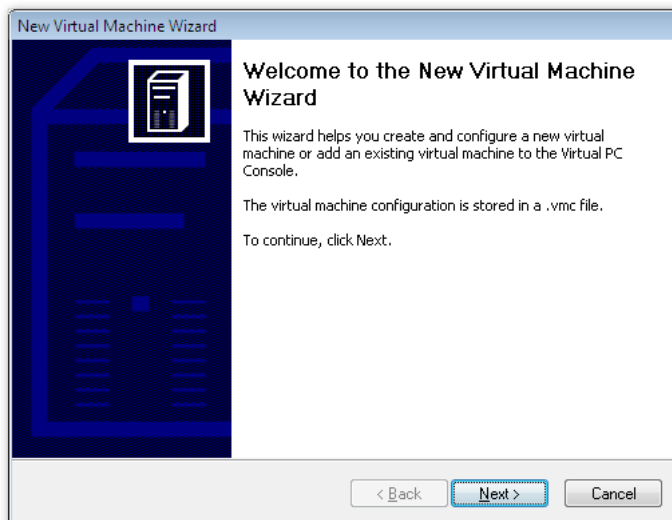 New Virtual Machine Wizard
Welcome to the New Virtual Machine
Wizard
This wizard helps you create and configure a new virtual
machine or add an existing virtual machine to the Virtual PC
Console.
The virtual machine configuration is stored in a .vmc file.
To continue, click Next.
< Back
Next >
Cancel